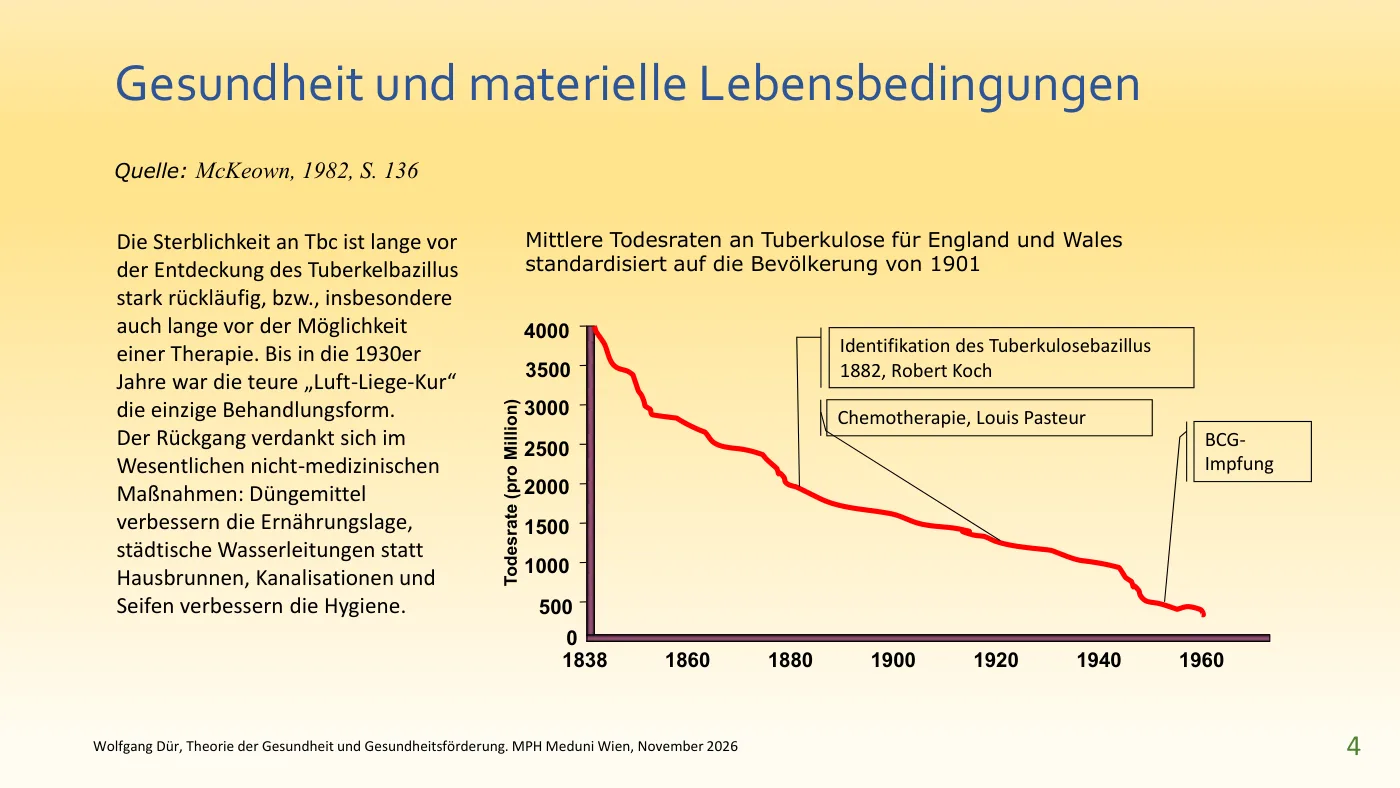 Gesundheit und materielle Lebensbedingungen
Quelle: McKeown, 1982, S. 136
Die Sterblichkeit an Tbc ist lange vor
der Entdeckung des Tuberkelbazillus
stark rückläufig, bzw., insbesondere
auch lange vor der Möglichkeit
einer Therapie. Bis in die 1930er
Jahre war die teure „Luft-Liege-Kur“
die einzige Behandlungsform.
Der Rückgang verdankt sich im
Wesentlichen nicht-medizinischen
Maßnahmen: Düngemittel
verbessern die Ernährungslage,
städtische Wasserleitungen statt
Hausbrunnen, Kanalisationen und
Seifen verbessern die Hygiene.
Mittlere Todesraten an Tuberkulose für England und Wales
standardisiert auf die Bevölkerung von 1901
Todesrate (pro Million)
4000
3500
3000
2500
2000
1500
1000
500
0
1838 1860 1880 1900 1920 1940 1960
Identifikation des Tuberkulosebazillus
1882, Robert Koch
Chemotherapie, Louis Pasteur
BCG-
Impfung
Wolfgang Dür, Theorie der Gesundheit und Gesundheitsförderung. MPH Meduni Wien, November 2026
4